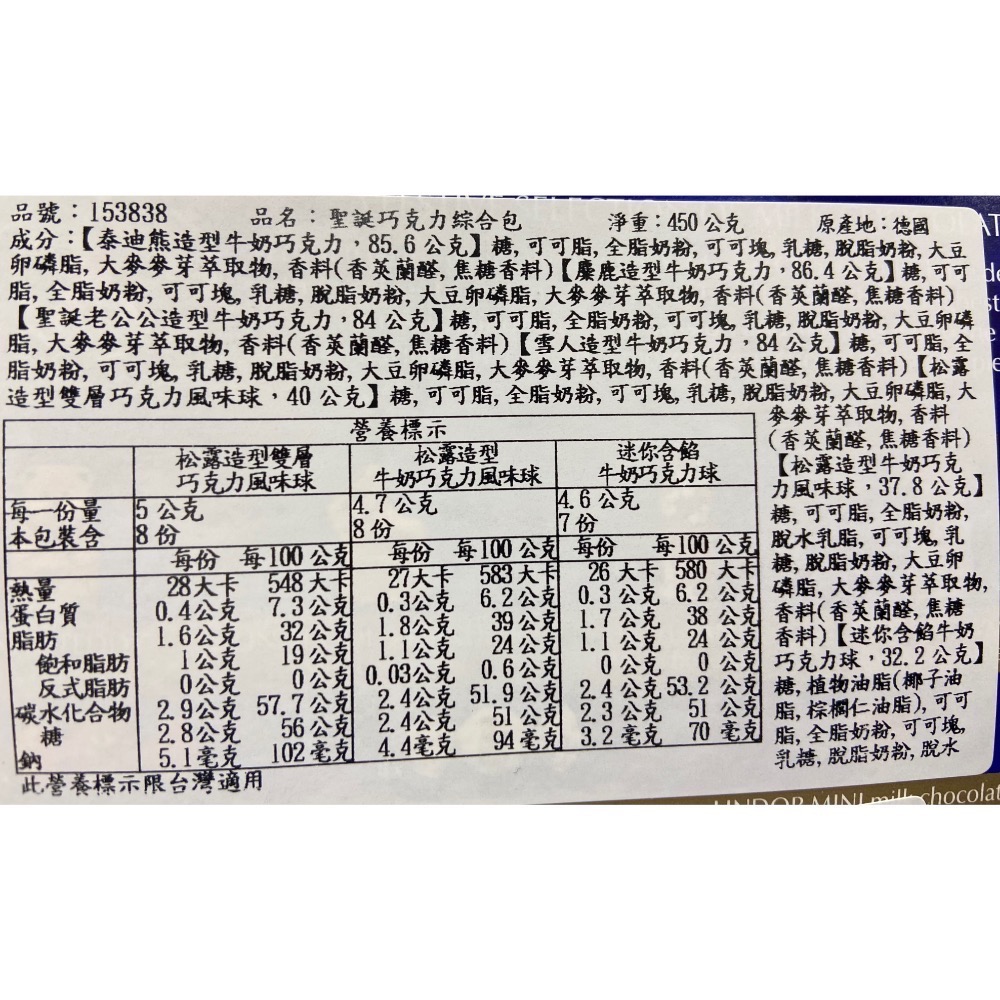 品號：153838 品名：聖誕巧克力綜合包 淨重：450 公克 原產地：德國
成分：【泰迪熊造型牛奶巧克力，85.6 公克】糖, 可可脂, 全脂奶粉, 可可塊, 乳糖, 脫脂奶粉, 大豆
卵磷脂, 大麥麥芽萃取物, 香料(香英蘭醛, 焦糖香料)【麋鹿造型牛奶巧克力，86.4 公克】糖, 可可
脂, 全脂奶粉, 可可塊, 乳糖, 脫脂奶粉, 大豆卵磷脂, 大麥麥芽萃取物, 香料(香英蘭醛, 焦糖香料)
【聖誕老公公造型牛奶巧克力，84 公克】糖, 可可脂, 全脂奶粉, 可可塊, 乳糖, 脫脂奶粉, 大豆卵磷
脂, 大麥麥芽萃取物, 香料(香英蘭醛, 焦糖香料)【雪人造型牛奶巧克力，84 公克】糖, 可可脂, 全
脂奶粉, 可可塊, 乳糖, 脫脂奶粉, 大豆卵磷脂, 大麥麥芽萃取物, 香料(香英蘭醛, 焦糖香料)【松露
造型雙層巧克力風味球，40 公克】糖, 可可脂, 全脂奶粉, 可可塊, 乳糖, 脫脂奶粉, 大豆卵磷脂, 大
麥麥芽萃取物, 香料
(香英蘭醛, 焦糖香料)
【松露造型牛奶巧克
力風味球，37.8 公克】
糖, 可可脂, 全脂奶粉,
脫水乳脂, 可可塊, 乳
糖, 脫脂奶粉, 大豆卵
磷脂, 大麥麥芽萃取物,
香料(香英蘭醛, 焦糖
香料)【迷你含餡牛奶
巧克力球，32.2 公克】
糖, 植物油脂(椰子油
脂, 棕櫚仁油脂), 可可
脂, 全脂奶粉, 可可塊,
乳糖, 脫脂奶粉, 脫水
營養標示
松露造型雙層 松露造型 迷你含餡
巧克力風味球 牛奶巧克力風味球 牛奶巧克力球
每一份量 5 公克 4.7 公克 4.6 公克
本包裝含 8 份 8 份 7 份
每份 每100 公克 每份 每100 公克 每份 每100 公克
熱量 28大卡 548 大卡 27大卡 583 大卡 26 大卡 580 大卡
蛋白質 0.4公克 7.3 公克 0.3公克 6.2 公克 0.3 公克 6.2 公克
脂肪 1.6公克 32 公克 1.8公克 39 公克 1.7 公克 38 公克
飽和脂肪 1公克 19 公克 1.1公克 24 公克 1.1 公克 24 公克
反式脂肪 0公克 0 公克 0.03公克 0.6 公克 0 公克 0 公克
碳水化合物 2.9公克 57.7 公克 2.4公克 51.9 公克 2.4 公克 53.2 公克
糖 2.8公克 56 公克 2.4公克 51 公克 2.3 公克 51 公克
鈉 5.1毫克 102 毫克 4.4毫克 94 毫克 3.2 毫克 70 毫克
此營養標示限台灣適用
LINDOR MINI milk chocolat